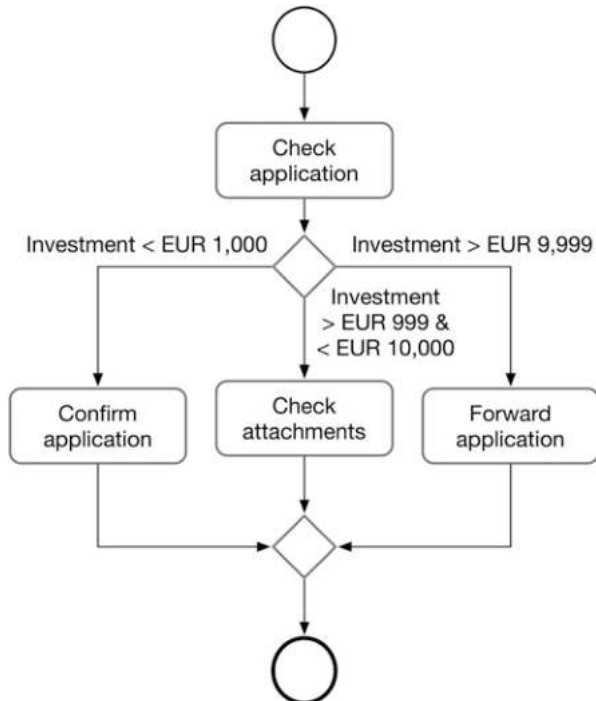 Check
application
Investment < EUR 1,000
Investment > EUR 9,999
Investment
> EUR 999 &
< EUR 10,000
Confirm
application
Check
attachments
Forward
application